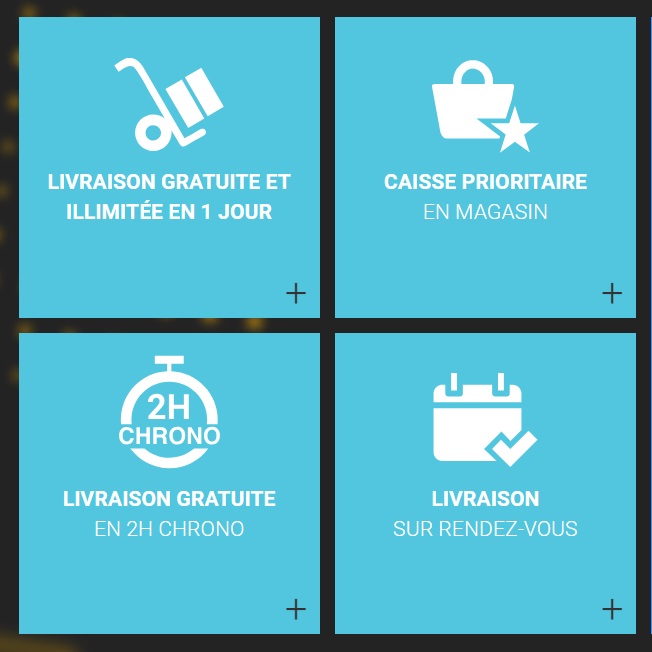 LIVRAISON GRATUITE ET
ILLIMITÉE EN 1 JOUR
CAISSE PRIORITAIRE
EN MAGASIN
2H
CHRONO
LIVRAISON GRATUITE
EN 2H CHRONO
LIVRAISON
SUR RENDEZ-VOUS